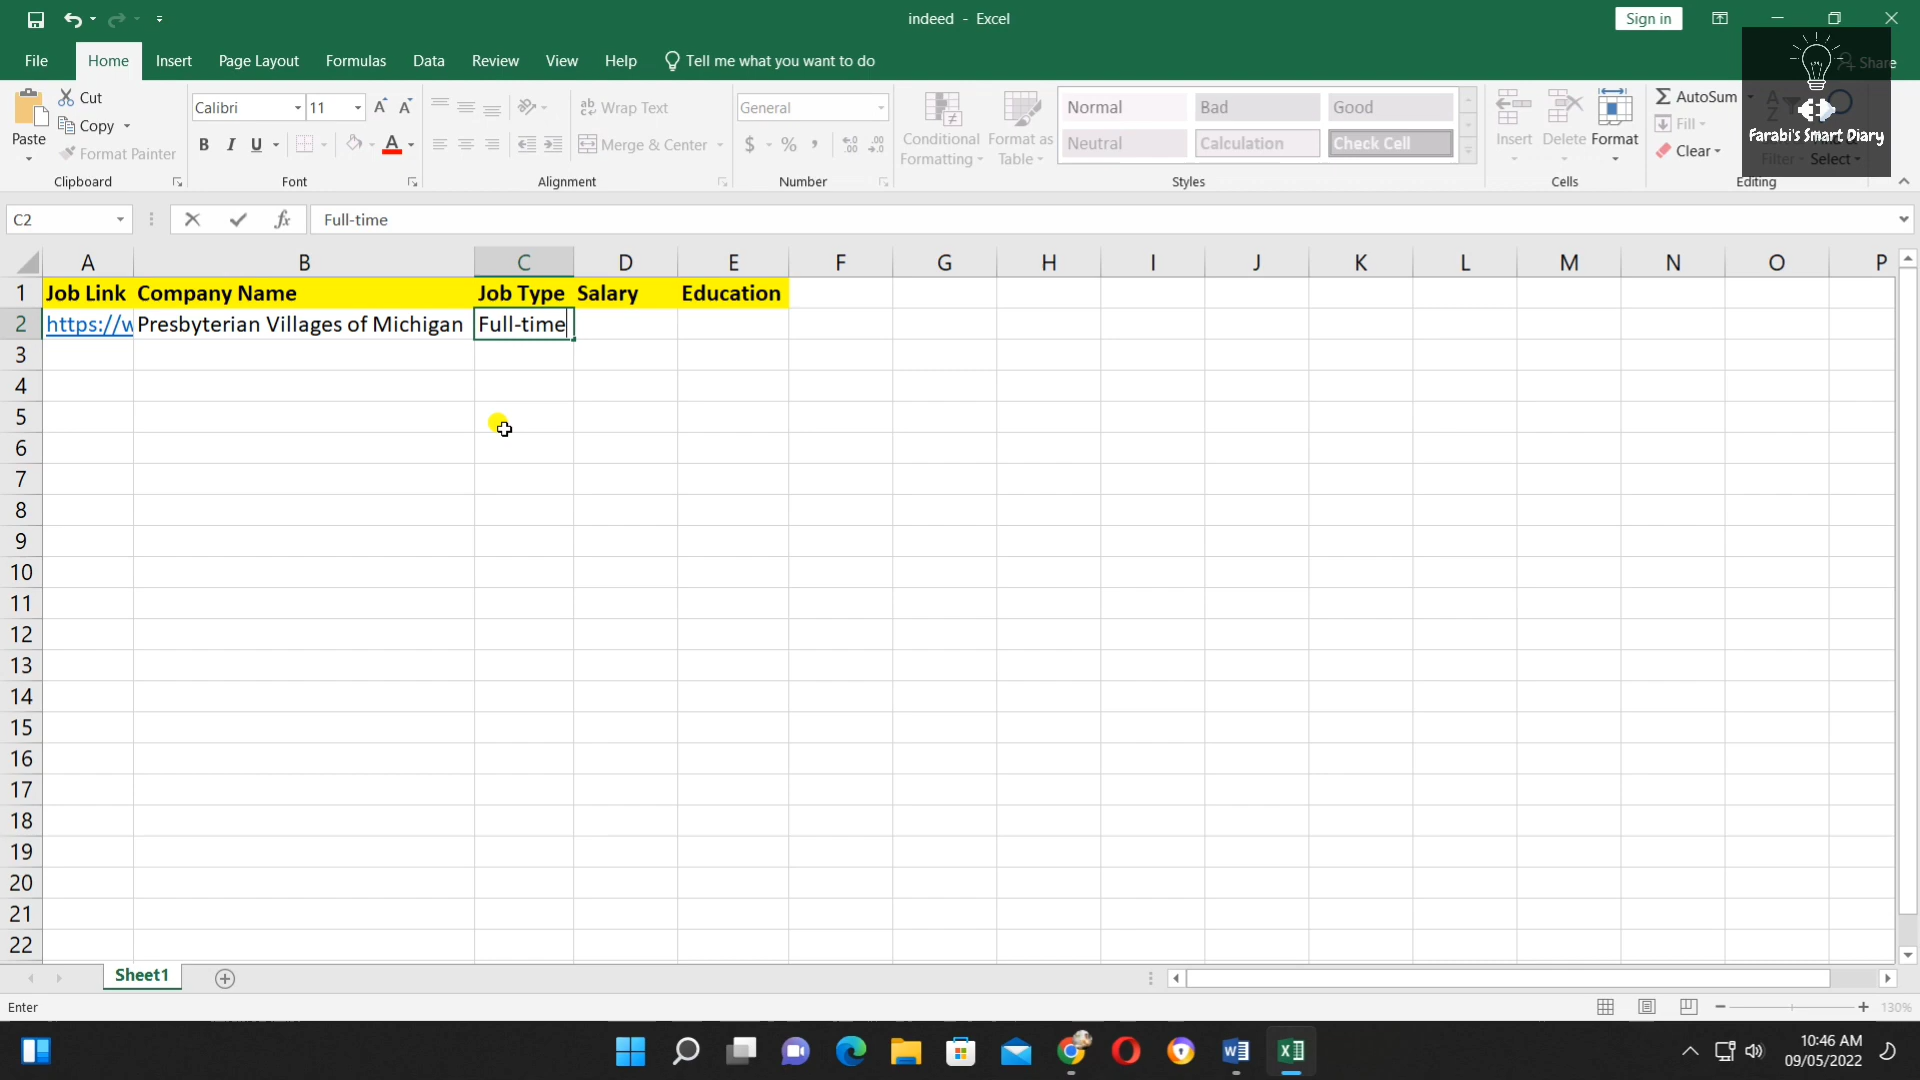 indeed - Excel
Sign in
File Home Insert Page Layout Formulas Data Review View Help Tell me what you want to do Share
Paste Cut Copy Format Painter
Clipboard
Calibri 11
B I U
Font
Wrap Text
Merge & Center
Alignment
General
$ % ,
Number
Conditional Formatting
Format as Table
Normal Bad Good
Neutral Calculation Check Cell
Styles
Insert Delete Format
Cells
AutoSum
Fill
Clear
Filter Select
Editing
Farabi's Smart Diary
C2 fx Full-time
A B C D E F G H I J K L M N O P
1 Job Link Company Name Job Type Salary Education
2 https://w Presbyterian Villages of Michigan Full-time
3
4
5
6
7
8
9
10
11
12
13
14
15
16
17
18
19
20
21
22
Sheet1
Enter
130%
10:46 AM
09/05/2022